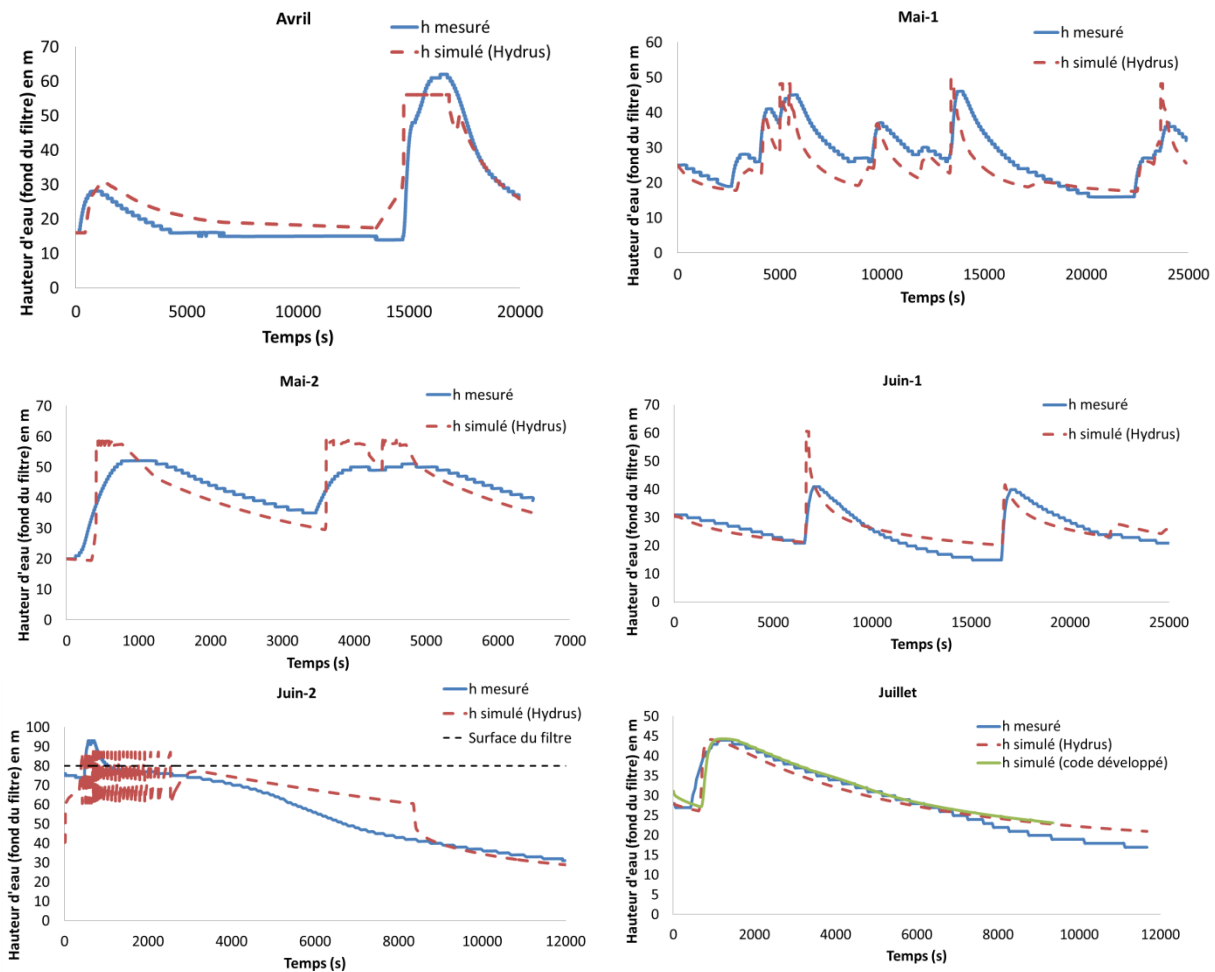 Avril
h mesuré
h simulé (Hydrus)
Hauteur d'eau (fond du filtre) en m
70
60
50
40
30
20
10
0
0 5000 10000 15000 20000
Temps (s)
Mai-1
h mesuré
h simulé (Hydrus)
Hauteur d'eau (fond du filtre) en m
60
50
40
30
20
10
0
0 5000 10000 15000 20000 25000
Temps (s)
Mai-2
h mesuré
h simulé (Hydrus)
Hauteur d'eau (fond du filtre) en m
70
60
50
40
30
20
10
0
0 1000 2000 3000 4000 5000 6000 7000
Temps (s)
Juin-1
h mesuré
h simulé (Hydrus)
Hauteur d'eau (fond du filtre) en m
70
60
50
40
30
20
10
0
0 5000 10000 15000 20000 25000
Temps (s)
Juin-2
h mesuré
h simulé (Hydrus)
Surface du filtre
Hauteur d'eau (fond du filtre) en m
100
90
80
70
60
50
40
30
20
10
0
0 2000 4000 6000 8000 10000 12000
Temps (s)
Juillet
h mesuré
h simulé (Hydrus)
h simulé (code développé)
Hauteur d'eau (fond du filtre) en m
50
45
40
35
30
25
20
15
10
5
0
0 2000 4000 6000 8000 10000 12000
Temps (s)